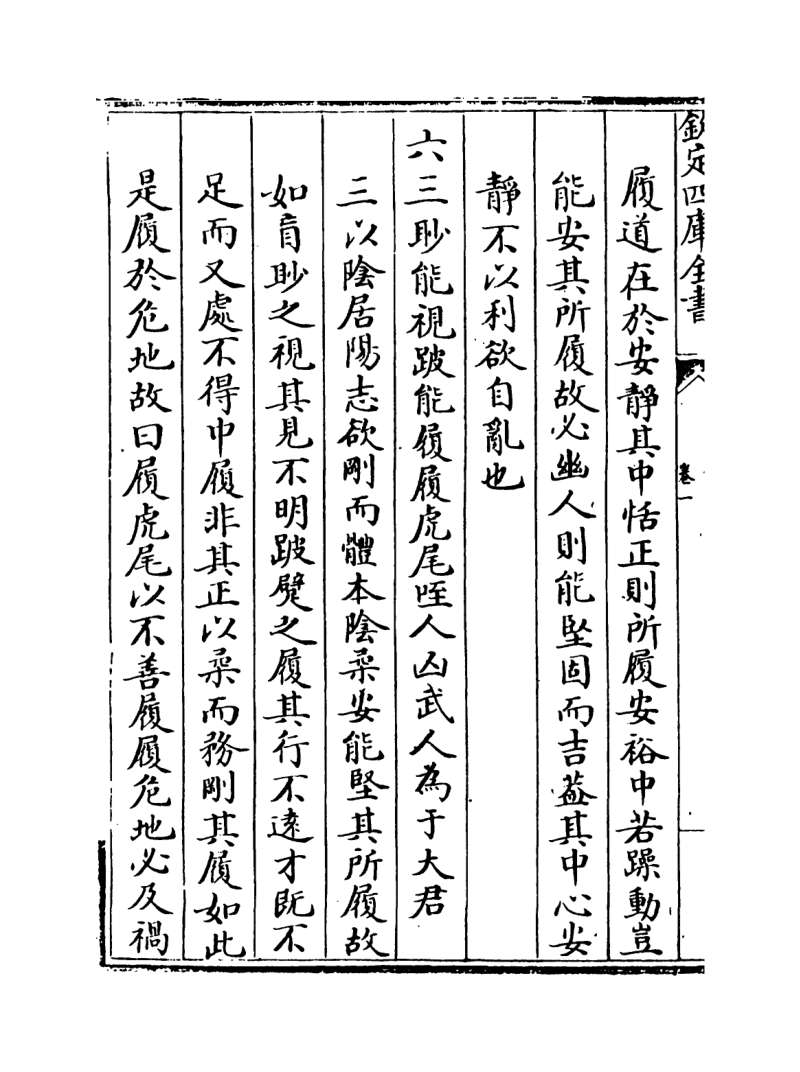 欽定四庫全書
卷一
履道在於安靜其中恬正則所履安裕中若躁動豈
能安其所履故必幽人則能堅固而吉葢其中心安
靜不以利欲自亂也
六三眇能視跛能履履虎尾咥人凶武人為于大君
三以陰居陽志欲剛而體本陰柔安能堅其所履故
如盲眇之視其見不明跛躄之履其行不遠才既不
足而又處不得中履非其正以柔而務剛其履如此
是履於危地故曰履虎尾以不善履履危地必及禍